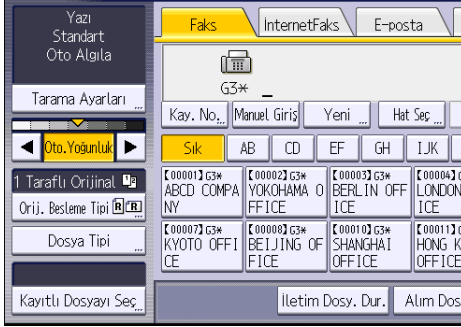 Yazı
Standart
Oto Algıla
Tarama Ayarları
Oto.Yoğunluk
1 Taraflı Orijinal
Orij. Besleme Tipi
Dosya Tipi
Kayıtlı Dosyayı Seç
Faks
İnternetFaks
E-posta
G3* _
Kay. No.
Manuel Giriş
Yeni
Hat Seç
Sık
AB
CD
EF
GH
IJK
【00001】G3*
ABCD COMPA
NY
【00002】G3*
YOKOHAMA O
FFICE
【00003】G3*
BERLIN OFF
ICE
【00004】
LONDON
ICE
【00007】G3*
KYOTO OFFI
CE
【00008】G3*
BEIJING OF
FICE
【00010】G3*
SHANGHAI
OFFICE
【00011】
HONG K
OFFICE
İletim Dosy. Dur.
Alım Dos